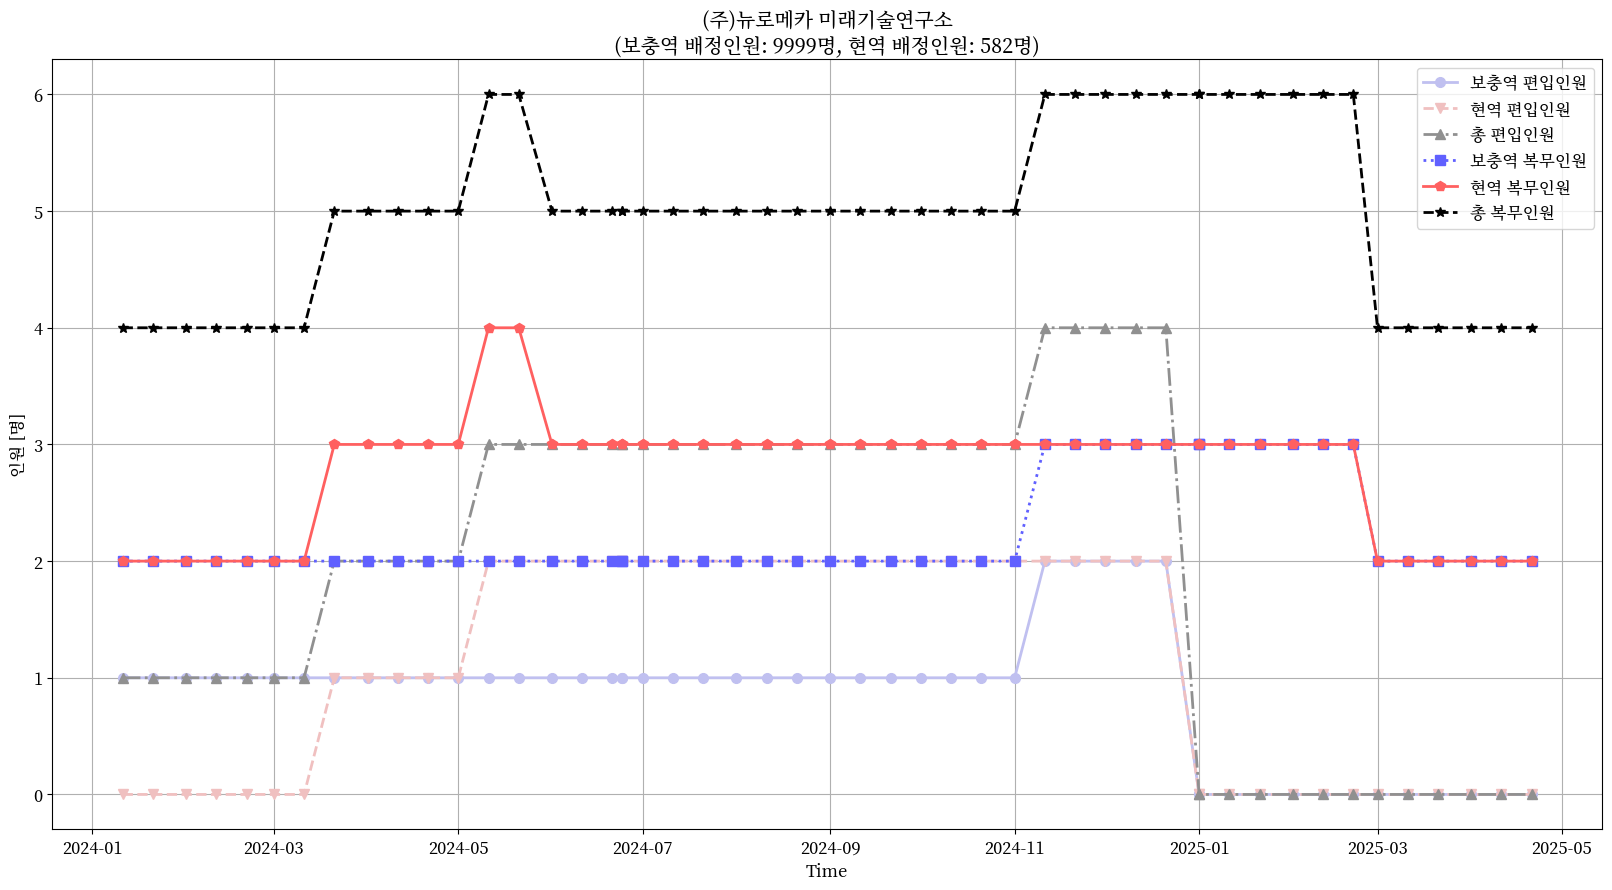 (주)뉴로메카 미래기술연구소
(보충역 배정인원: 9999명, 현역 배정인원: 582명)
보충역 편입인원
현역 편입인원
총 편입인원
보충역 복무인원
현역 복무인원
총 복무인원
인원 [명]
6
5
4
3
2
1
0
2024-01
2024-03
2024-05
2024-07
2024-09
2024-11
2025-01
2025-03
2025-05
Time